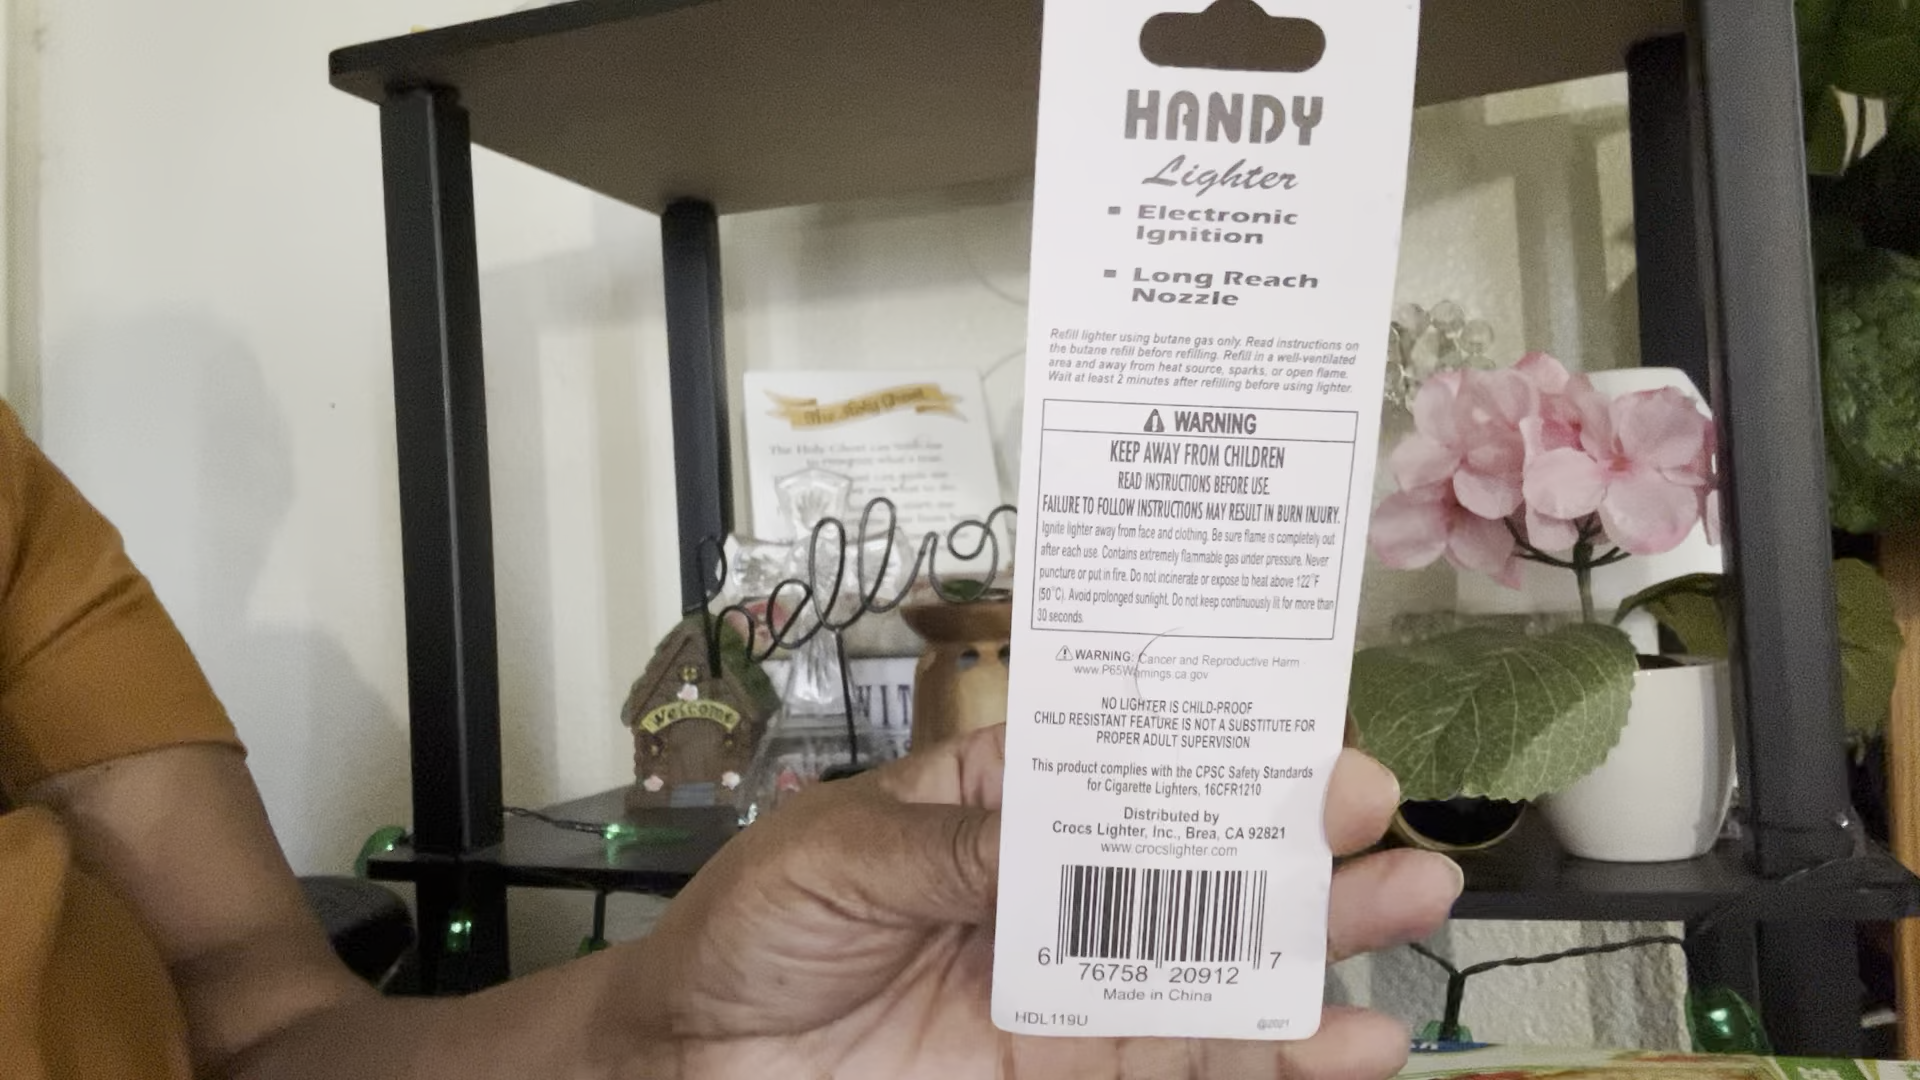 HANDY
Lighter
▪ Electronic
Ignition
▪ Long Reach
Nozzle
Refill lighter using butane gas only. Read instructions on
the butane refill before refilling. Refill in a well-ventilated
area and away from heat source, sparks, or open flame.
Wait at least 2 minutes after refilling before using lighter.
⚠ WARNING
KEEP AWAY FROM CHILDREN
READ INSTRUCTIONS BEFORE USE.
FAILURE TO FOLLOW INSTRUCTIONS MAY RESULT IN BURN INJURY.
Ignite lighter away from face and clothing. Be sure flame is completely out
after each use. Contains extremely flammable gas under pressure. Never
puncture or put in fire. Do not incinerate or expose to heat above 122°F
(50°C). Avoid prolonged sunlight. Do not keep continuously lit for more than
30 seconds.
⚠ WARNING: Cancer and Reproductive Harm -
www.P65Warnings.ca.gov
NO LIGHTER IS CHILD-PROOF
CHILD RESISTANT FEATURE IS NOT A SUBSTITUTE FOR
PROPER ADULT SUPERVISION
This product complies with the CPSC Safety Standards
for Cigarette Lighters, 16CFR1210
Distributed by
Crocs Lighter, Inc., Brea, CA 92821
www.crocslighter.com
6 76758 20912 7
Made in China
HDL119U
@2021
The Holy Ghost
The Holy Ghost can
hello
Welcome